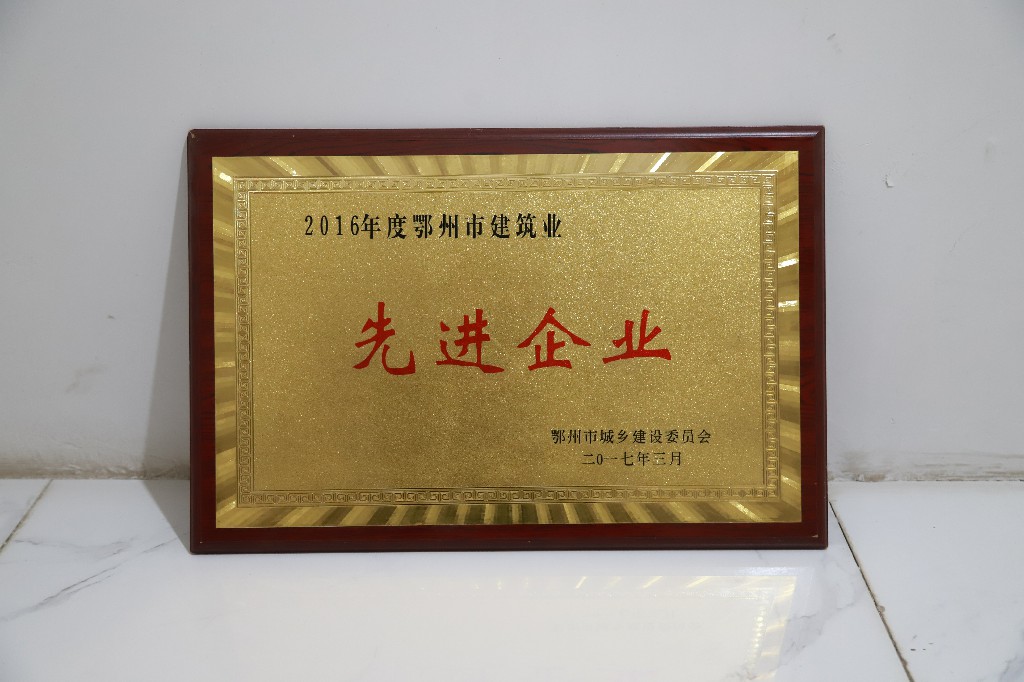 2016年度鄂州市建筑业
先进企业
鄂州市城乡建设委员会
二0一七年三月